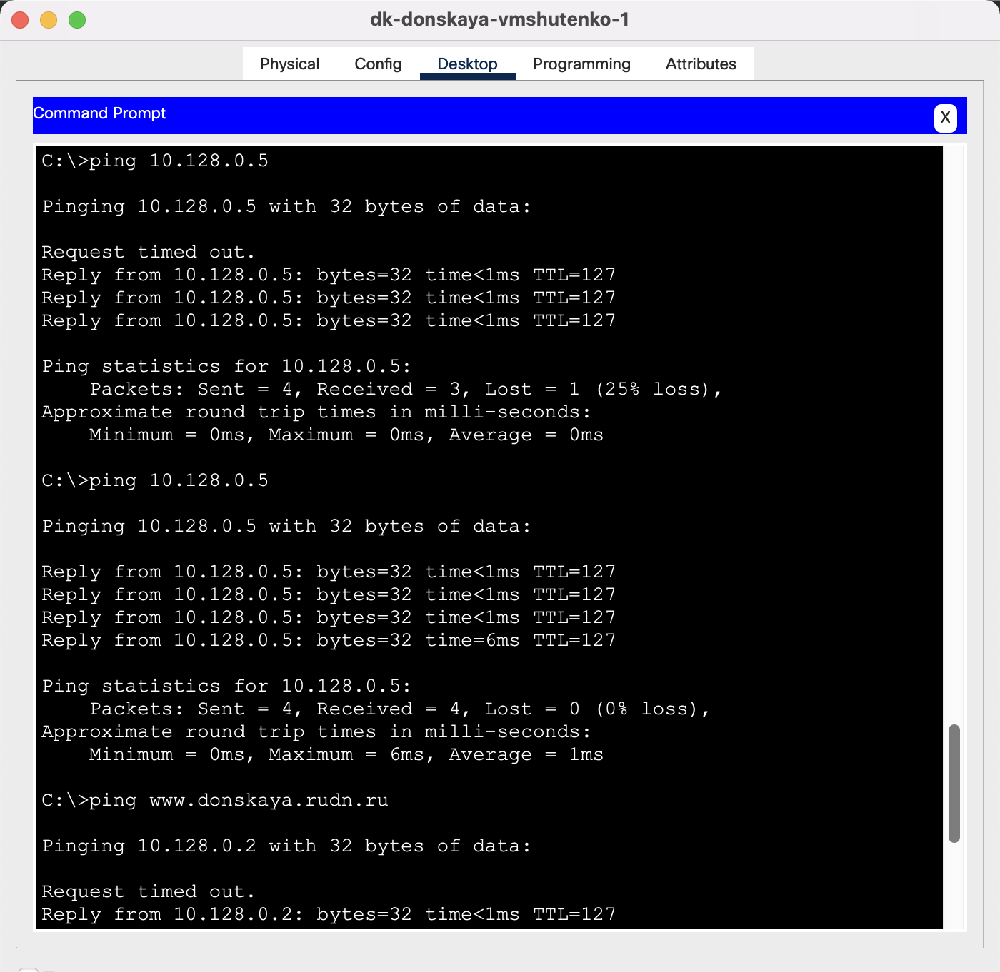 dk-donskaya-vmshutenko-1
Physical Config Desktop Programming Attributes
Command Prompt
X
C:\>ping 10.128.0.5
Pinging 10.128.0.5 with 32 bytes of data:
Request timed out.
Reply from 10.128.0.5: bytes=32 time<1ms TTL=127
Reply from 10.128.0.5: bytes=32 time<1ms TTL=127
Reply from 10.128.0.5: bytes=32 time<1ms TTL=127
Ping statistics for 10.128.0.5:
    Packets: Sent = 4, Received = 3, Lost = 1 (25% loss),
Approximate round trip times in milli-seconds:
    Minimum = 0ms, Maximum = 0ms, Average = 0ms
C:\>ping 10.128.0.5
Pinging 10.128.0.5 with 32 bytes of data:
Reply from 10.128.0.5: bytes=32 time<1ms TTL=127
Reply from 10.128.0.5: bytes=32 time<1ms TTL=127
Reply from 10.128.0.5: bytes=32 time<1ms TTL=127
Reply from 10.128.0.5: bytes=32 time=6ms TTL=127
Ping statistics for 10.128.0.5:
    Packets: Sent = 4, Received = 4, Lost = 0 (0% loss),
Approximate round trip times in milli-seconds:
    Minimum = 0ms, Maximum = 6ms, Average = 1ms
C:\>ping www.donskaya.rudn.ru
Pinging 10.128.0.2 with 32 bytes of data:
Request timed out.
Reply from 10.128.0.2: bytes=32 time<1ms TTL=127